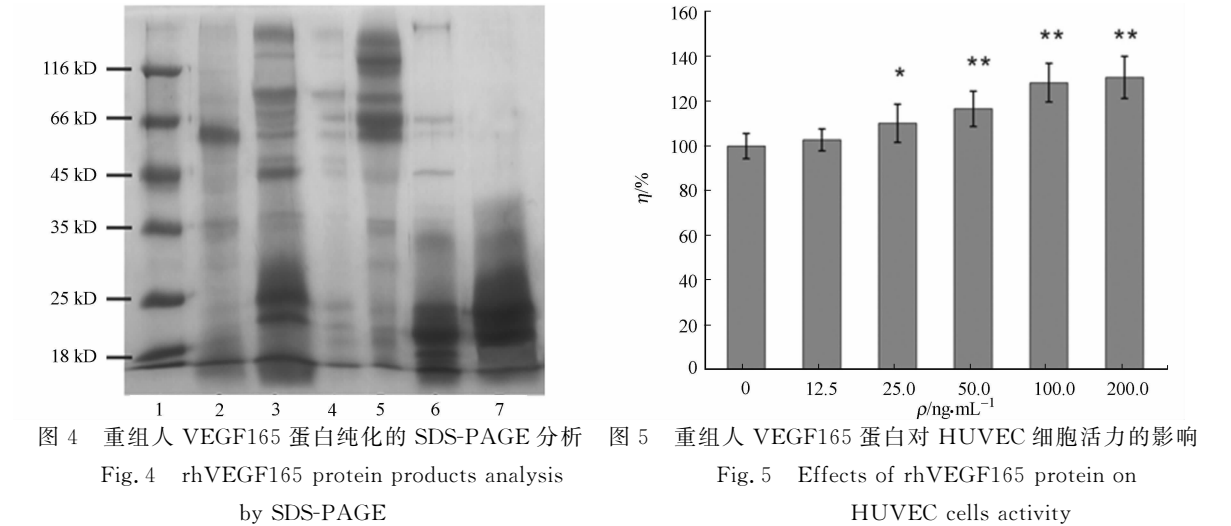 116 kD
66 kD
45 kD
35 kD
25 kD
18 kD
1 2 3 4 5 6 7
图 4 重组人 VEGF165 蛋白纯化的 SDS-PAGE 分析
Fig. 4 rhVEGF165 protein products analysis
by SDS-PAGE
160
140
120
100
80
60
40
20
0
η/%
* ** ** **
0 12.5 25.0 50.0 100.0 200.0
ρ/ng·mL⁻¹
图 5 重组人 VEGF165 蛋白对 HUVEC 细胞活力的影响
Fig. 5 Effects of rhVEGF165 protein on
HUVEC cells activity